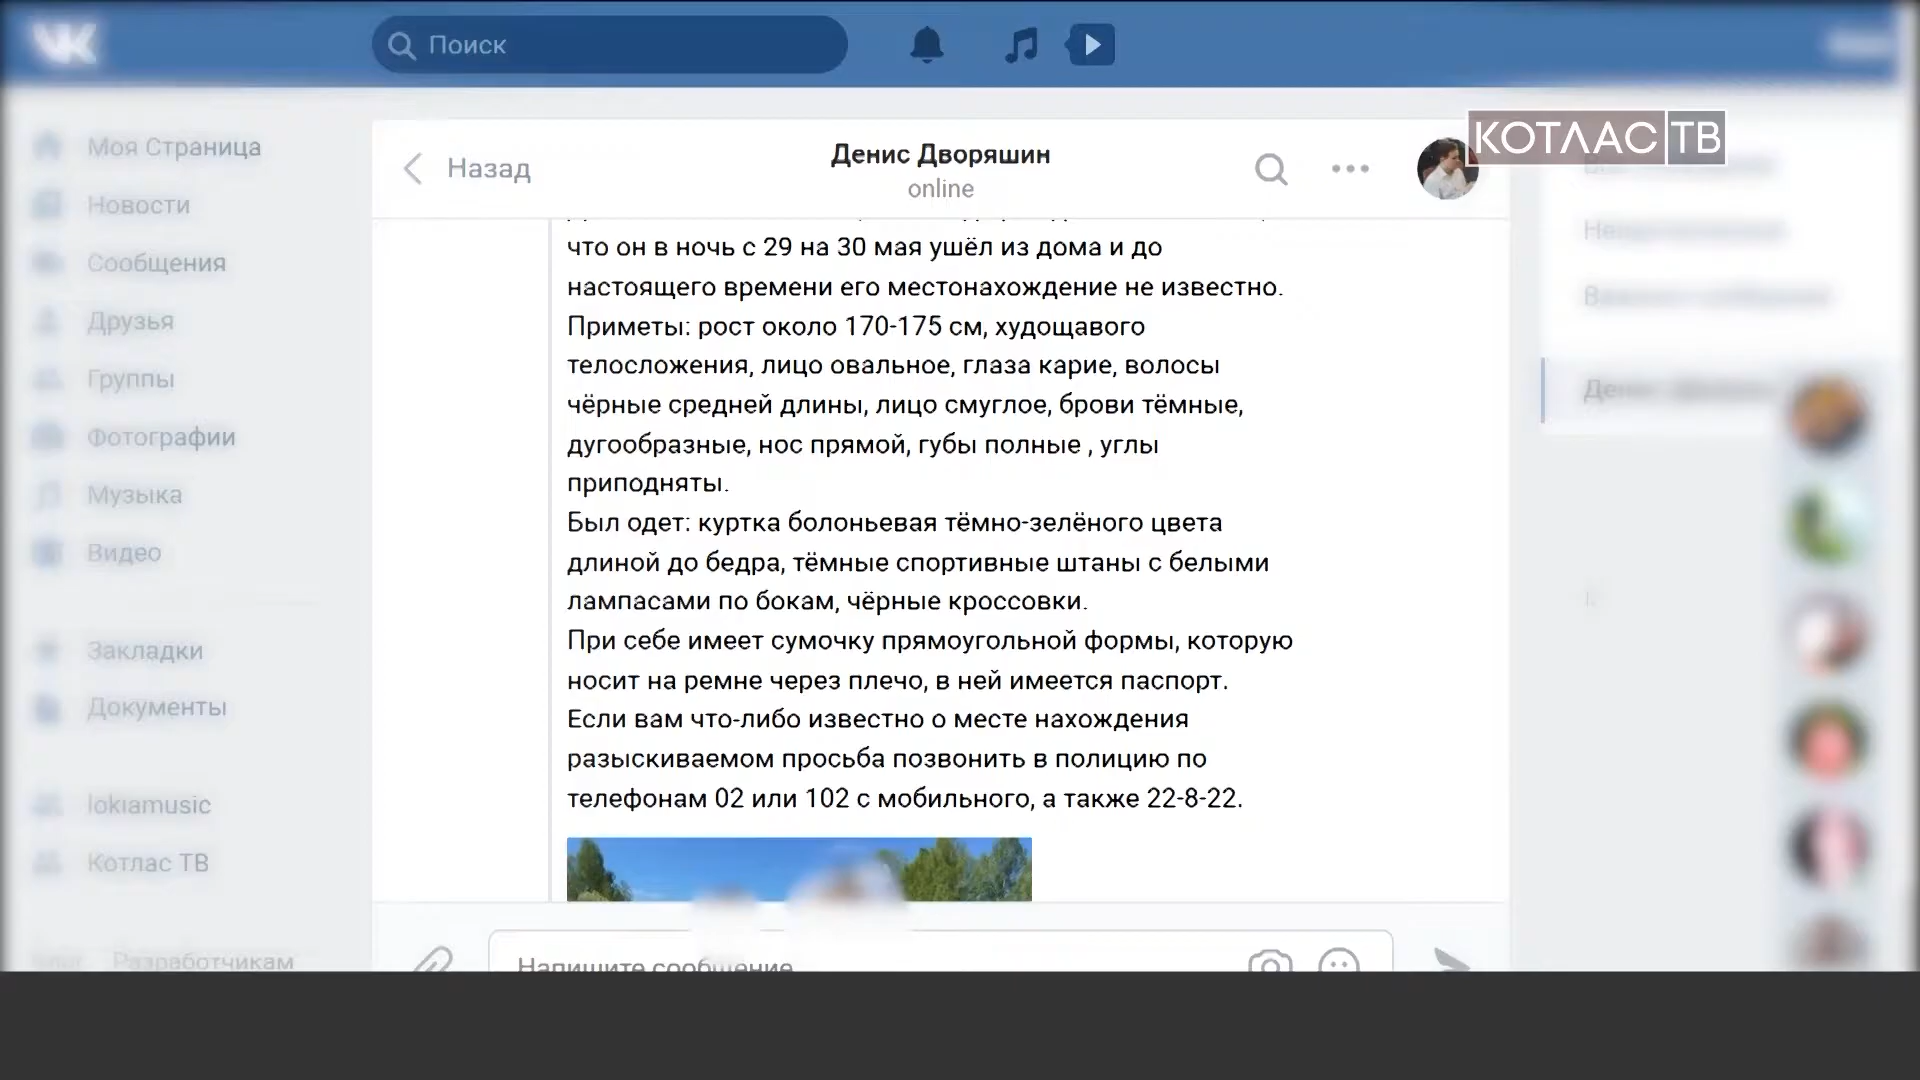 Поиск
КОТЛАС ТВ
Моя Страница
Новости
Сообщения
Друзья
Группы
Фотографии
Музыка
Видео
Закладки
Документы
lokiamusic
Котлас ТВ
Разработчикам
Назад
Денис Дворяшин
online
что он в ночь с 29 на 30 мая ушёл из дома и до
настоящего времени его местонахождение не известно.
Приметы: рост около 170-175 см, худощавого
телосложения, лицо овальное, глаза карие, волосы
чёрные средней длины, лицо смуглое, брови тёмные,
дугообразные, нос прямой, губы полные , углы
приподняты.
Был одет: куртка болоньевая тёмно-зелёного цвета
длиной до бедра, тёмные спортивные штаны с белыми
лампасами по бокам, чёрные кроссовки.
При себе имеет сумочку прямоугольной формы, которую
носит на ремне через плечо, в ней имеется паспорт.
Если вам что-либо известно о месте нахождения
разыскиваемом просьба позвонить в полицию по
телефонам 02 или 102 с мобильного, а также 22-8-22.
Напишите сообщение